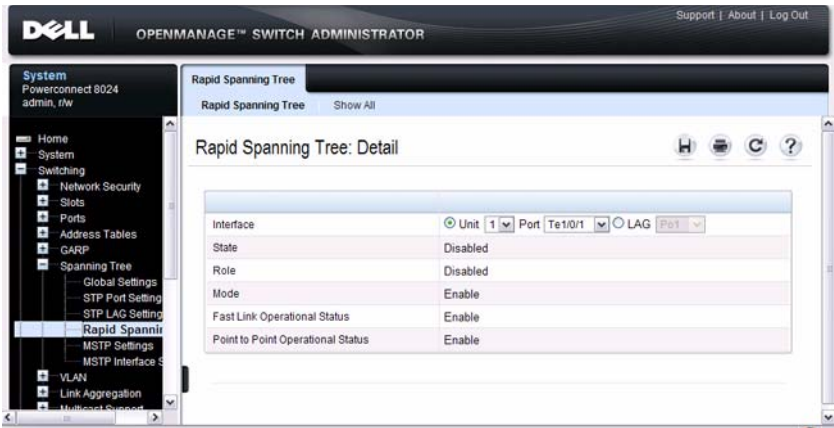 Support | About | Log Out
DELL
OPENMANAGE™ SWITCH ADMINISTRATOR
System
Powerconnect 8024
admin, r/w
Home
System
Switching
Network Security
Slots
Ports
Address Tables
GARP
Spanning Tree
Global Settings
STP Port Setting
STP LAG Setting
Rapid Spannin
MSTP Settings
MSTP Interface S
VLAN
Link Aggregation
Multicast Support
Rapid Spanning Tree
Rapid Spanning Tree Show All
Rapid Spanning Tree: Detail
H C ?
Interface Unit 1 Port Te1/0/1 LAG Po1
State Disabled
Role Disabled
Mode Enable
Fast Link Operational Status Enable
Point to Point Operational Status Enable